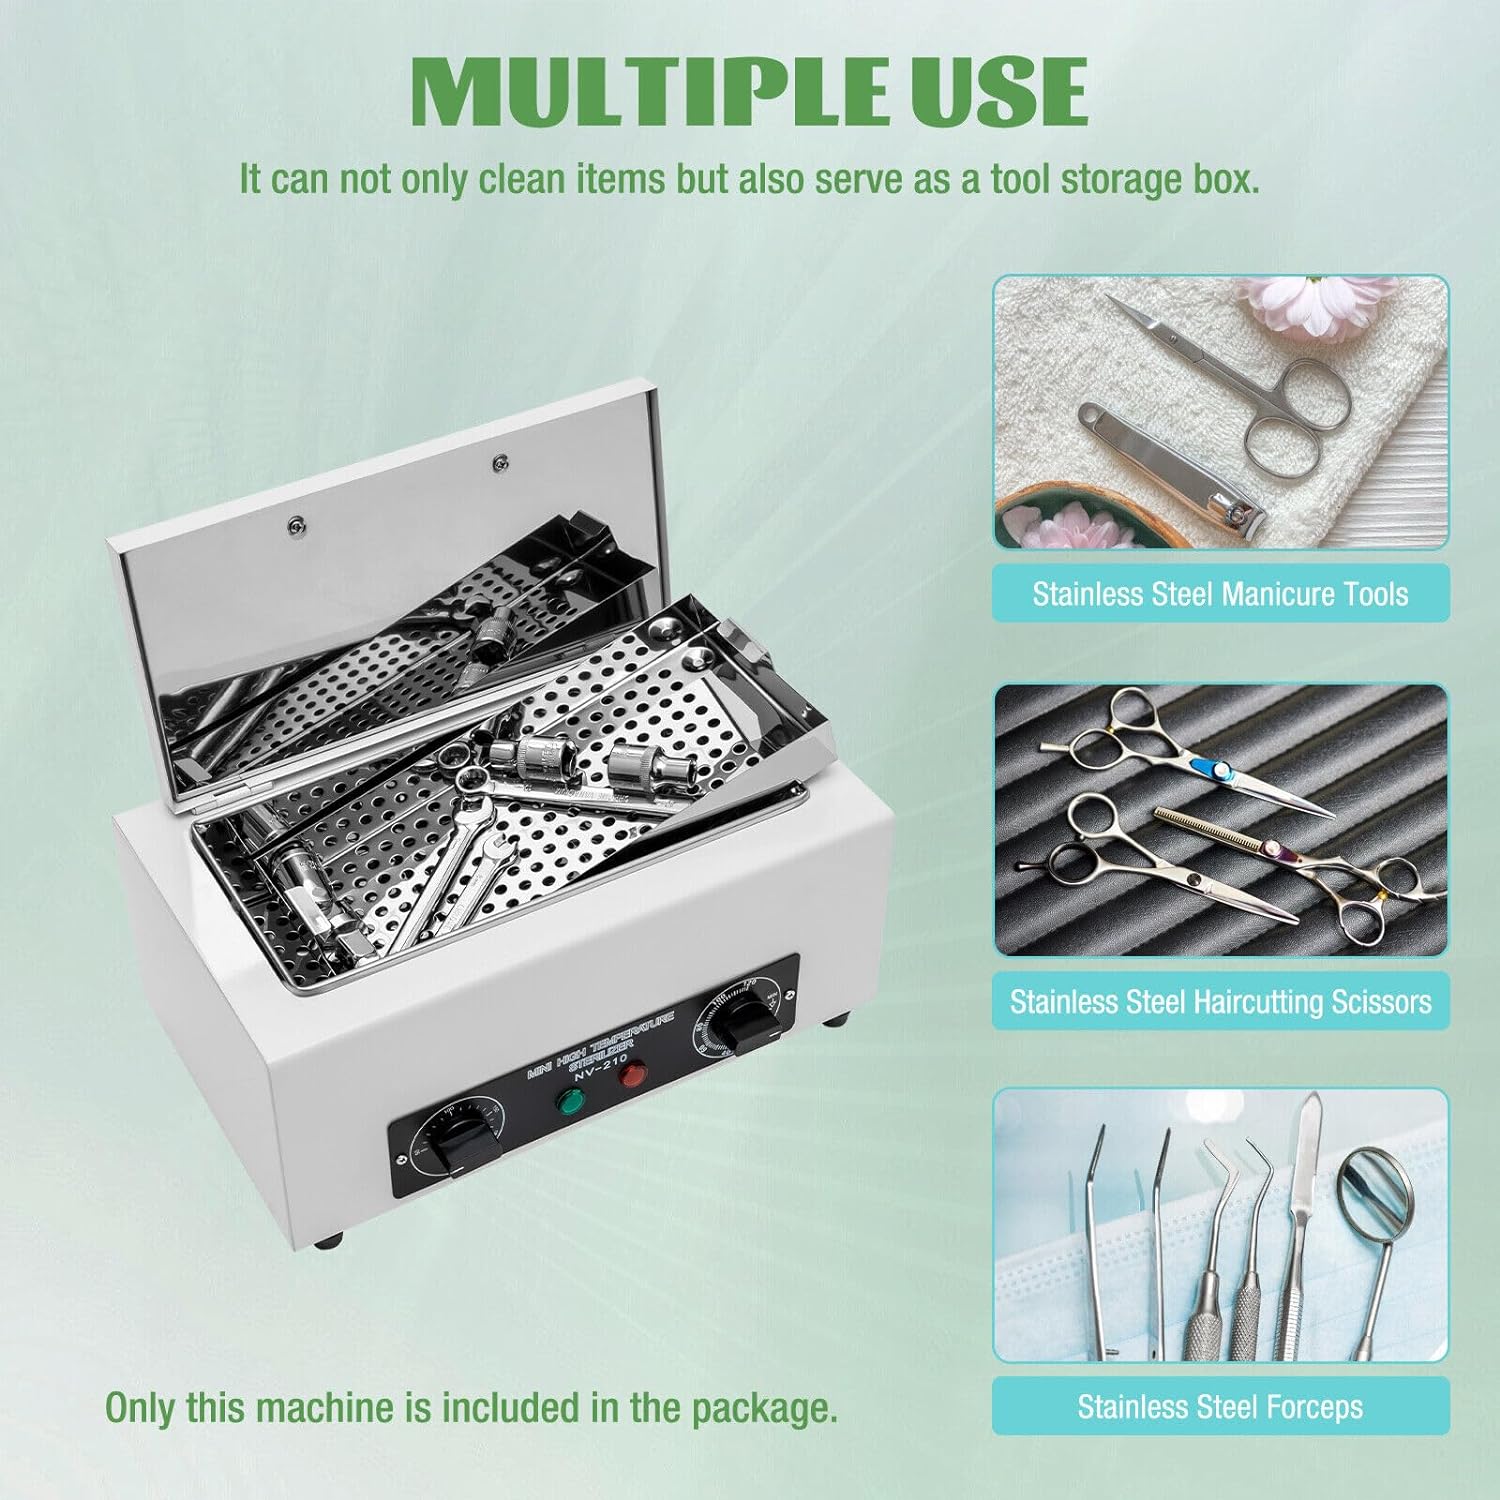 MULTIPLE USE
It can not only clean items but also serve as a tool storage box.
Stainless Steel Manicure Tools
Stainless Steel Haircutting Scissors
MINI HIGH TEMPERATURE
STERILIZER
NV-210
Stainless Steel Forceps
Only this machine is included in the package.